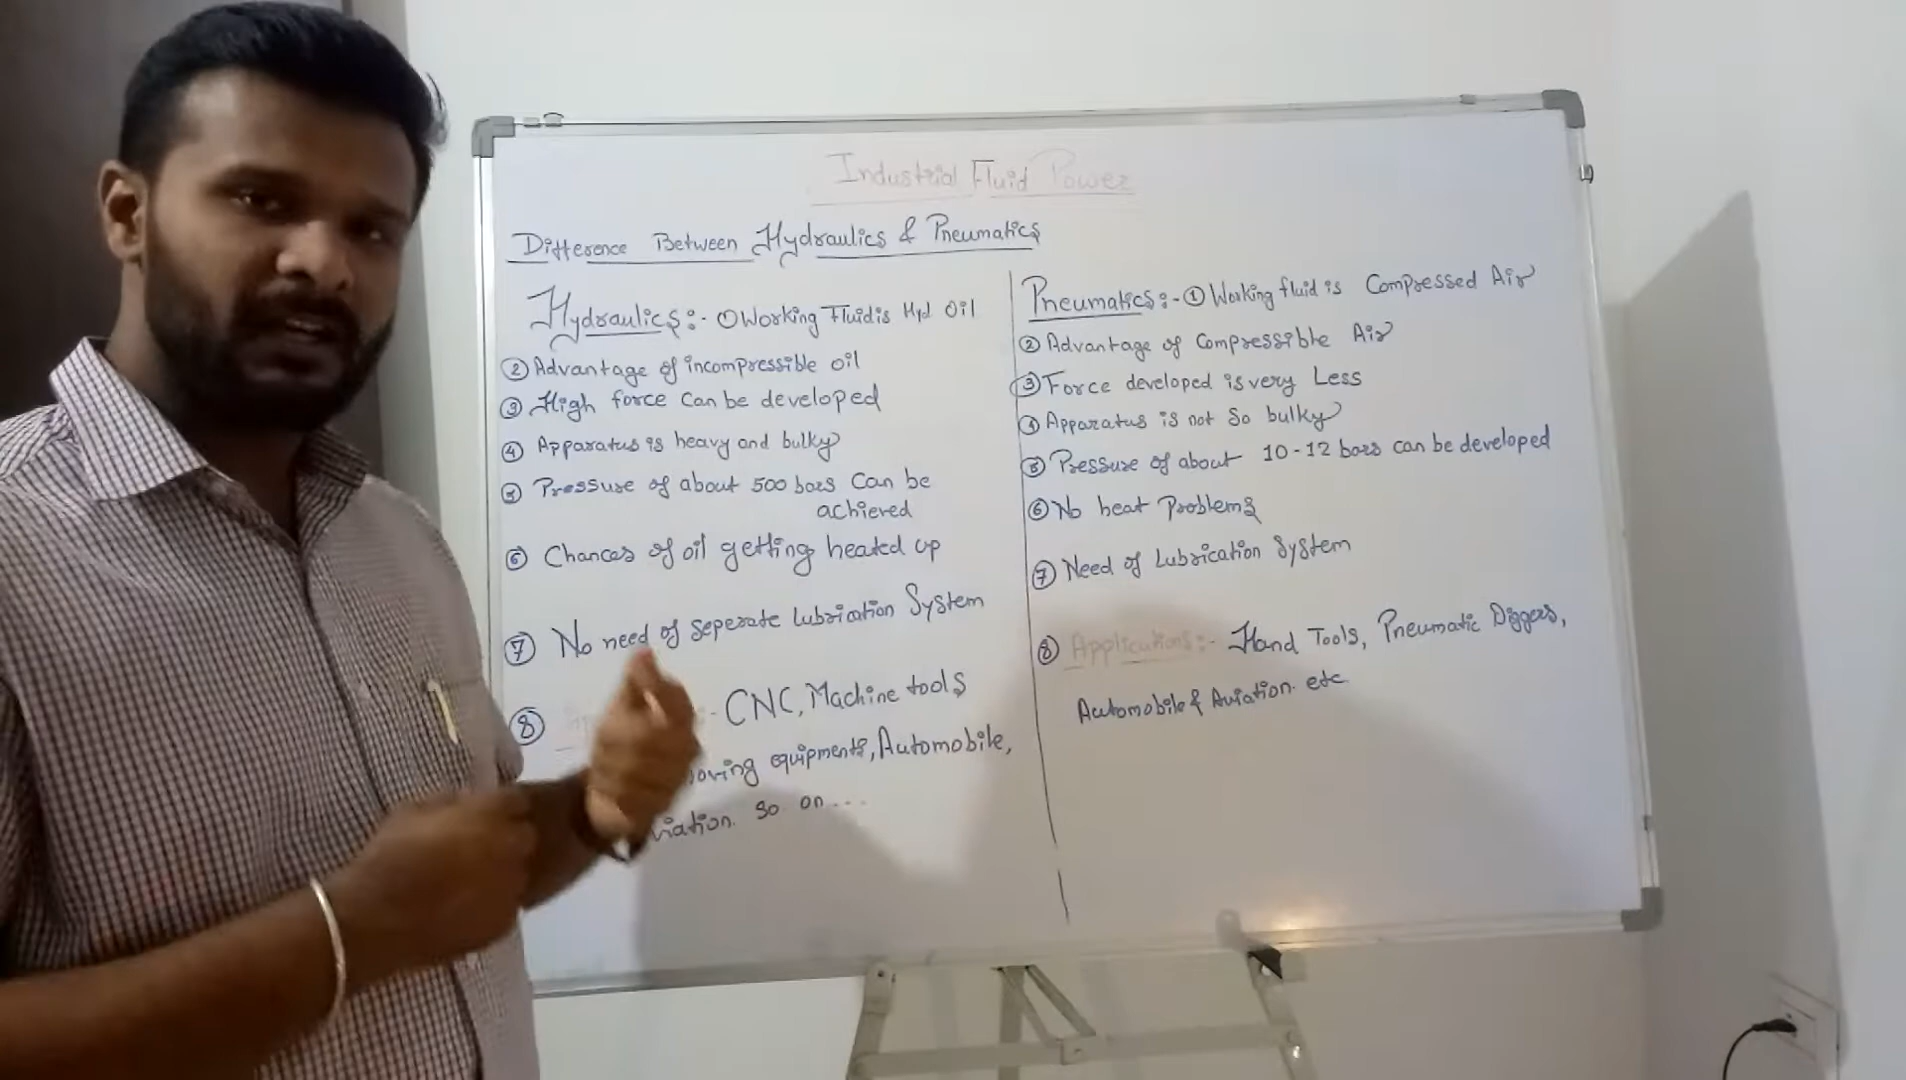 Industrial Fluid Power
Difference Between Hydraulics & Pneumatics
Hydraulics:- ① Working Fluid is Hyd Oil
② Advantage of incompressible oil
③ High force Can be developed
④ Apparatus is heavy and bulky
⑤ Pressure of about 500 bars Can be
achieved
⑥ Chances of oil getting heated up
⑦ No need of seperate lubriation System
⑧ :- CNC, Machine tools
equipments, Automobile,
So on...
Pneumatics:- ① Working fluid is Compressed Air
② Advantage of Compressible Air
③ Force developed is very Less
④ Apparatus is not So bulky
⑤ Pressure of about 10-12 bars can be developed
⑥ No heat Problems
⑦ Need of Lubrication System
⑧ Applications:- Hand Tools, Pneumatic Diggers,
Automobile & Aviation. etc